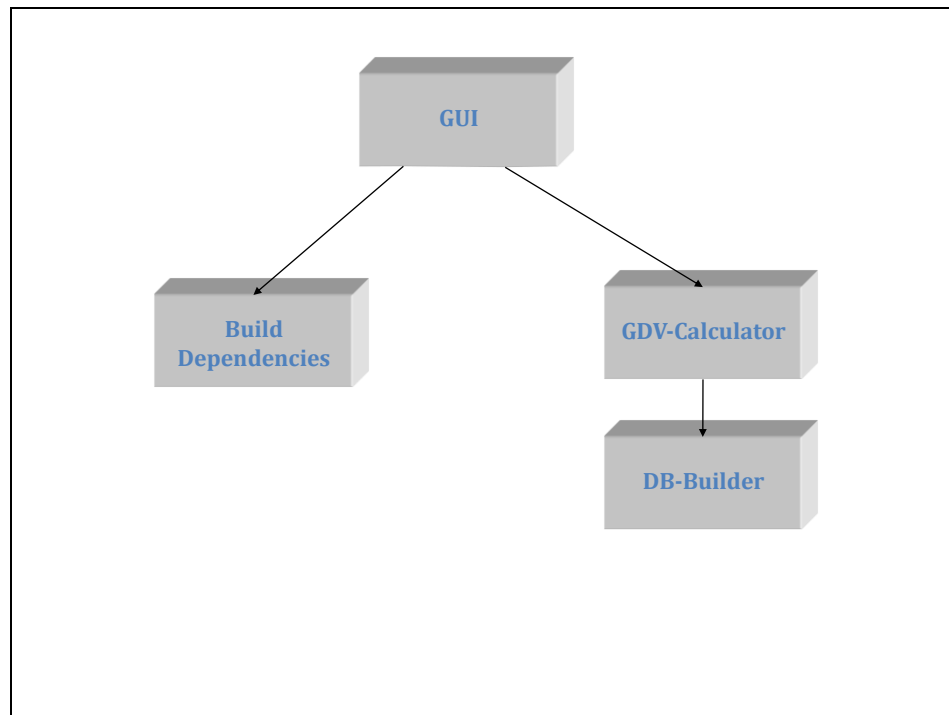 GUI
Build
Dependencies
GDV-Calculator
DB-Builder